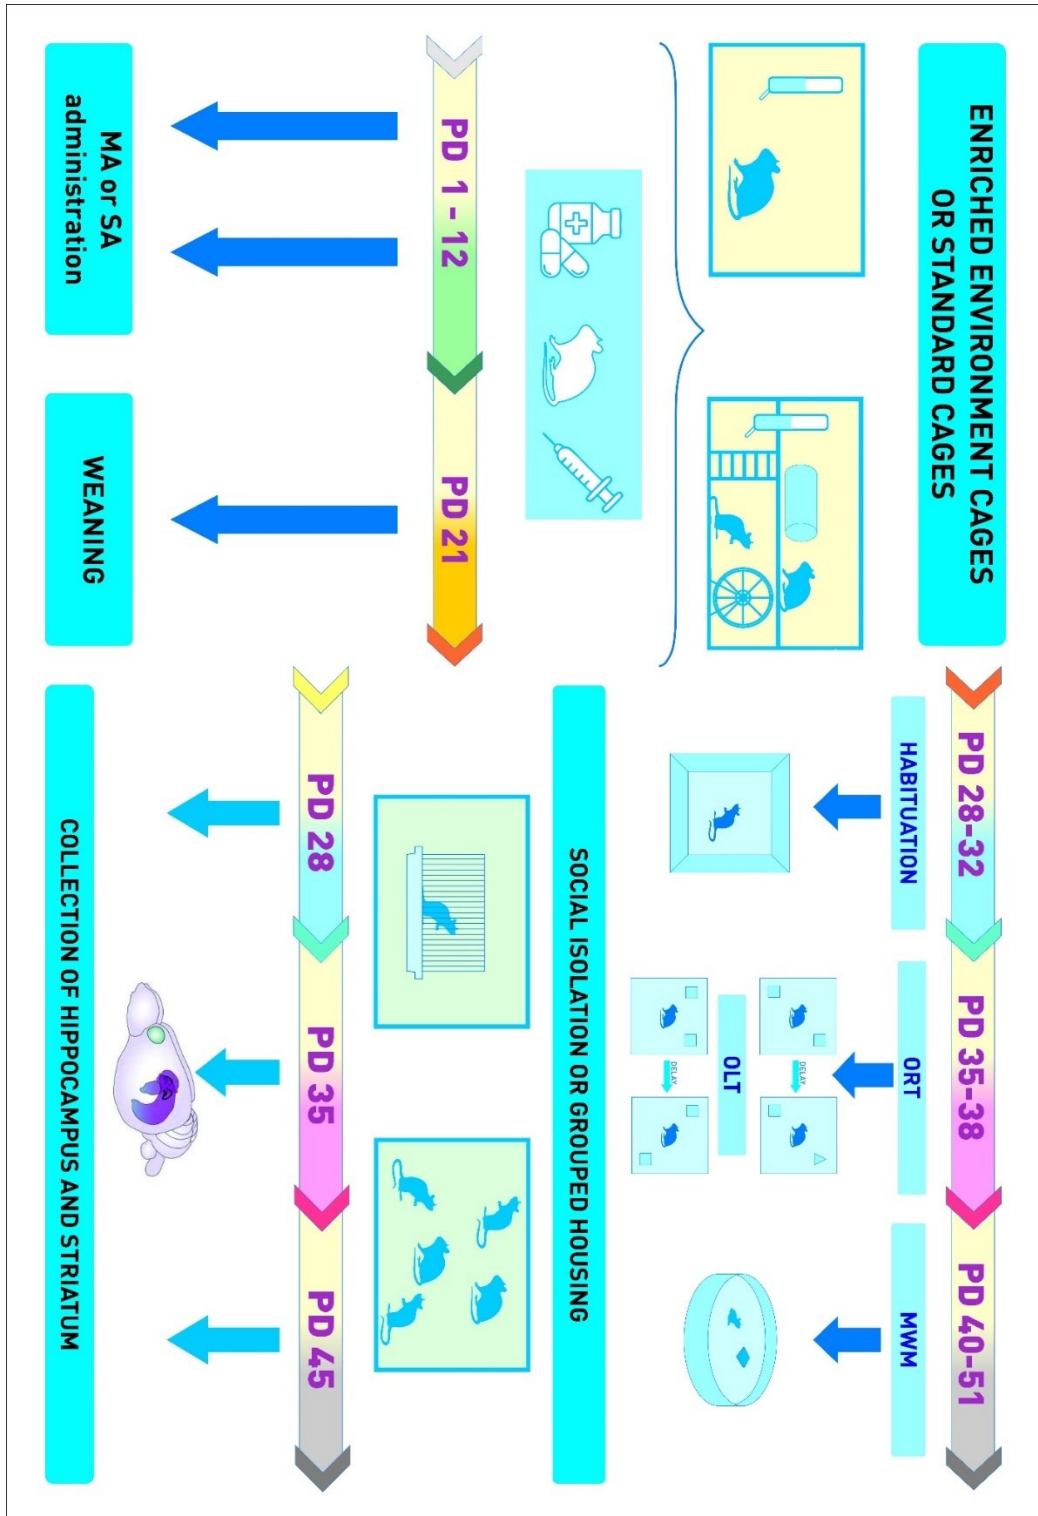 ENRICHED ENVIRONMENT CAGES
OR STANDARD CAGES
PD 1 - 12
PD 21
MA or SA
administration
WEANING
PD 28-32
PD 35-38
PD 40-51
HABITUATION
ORT
MWM
DELAY
OLT
DELAY
SOCIAL ISOLATION OR GROUPED HOUSING
PD 28
PD 35
PD 45
COLLECTION OF HIPPOCAMPUS AND STRIATUM